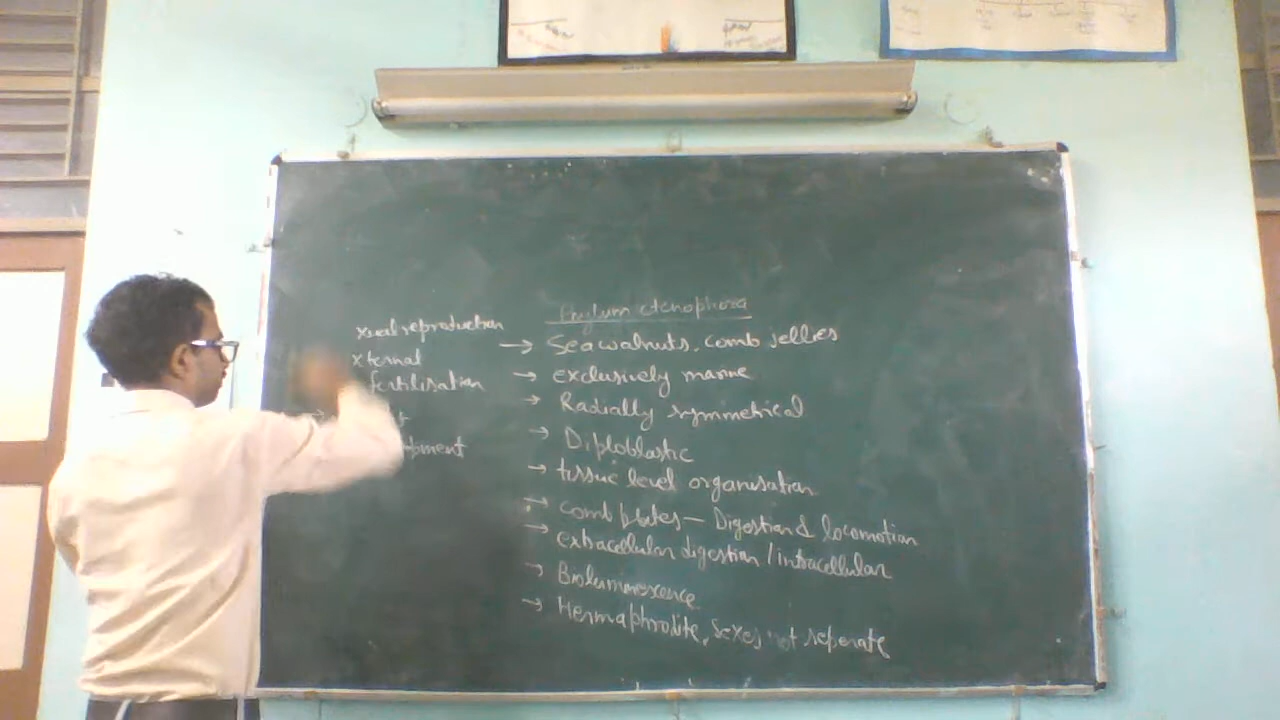 Phylum ctenophora
→ Sea walnuts, comb jellies
→ exclusively marine
→ Radially symmetrical
→ Diploblastic
→ tissue level organisation
→ comb plates — Digestion & locomotion
→ extracellular digestion / intracellular
→ Bioluminescence
→ Hermaphrodite, Sexes not seperate
xual reproduction
xternal
fertilisation
pment